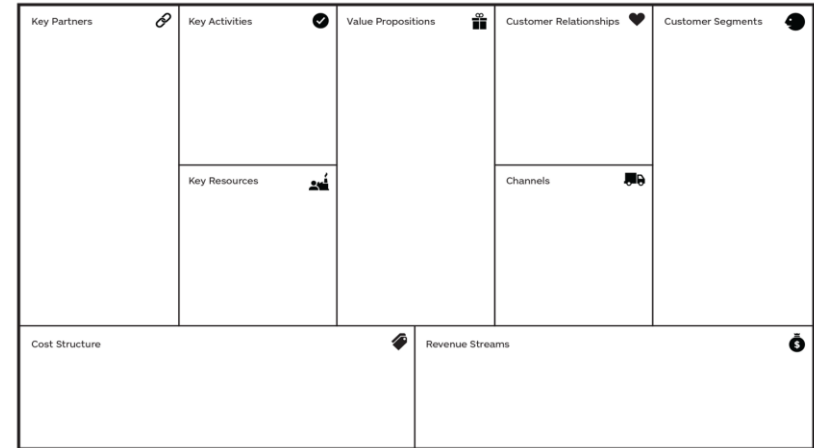 Key Partners
Key Activities
Value Propositions
Customer Relationships
Customer Segments
Key Resources
Channels
Cost Structure
Revenue Streams
$